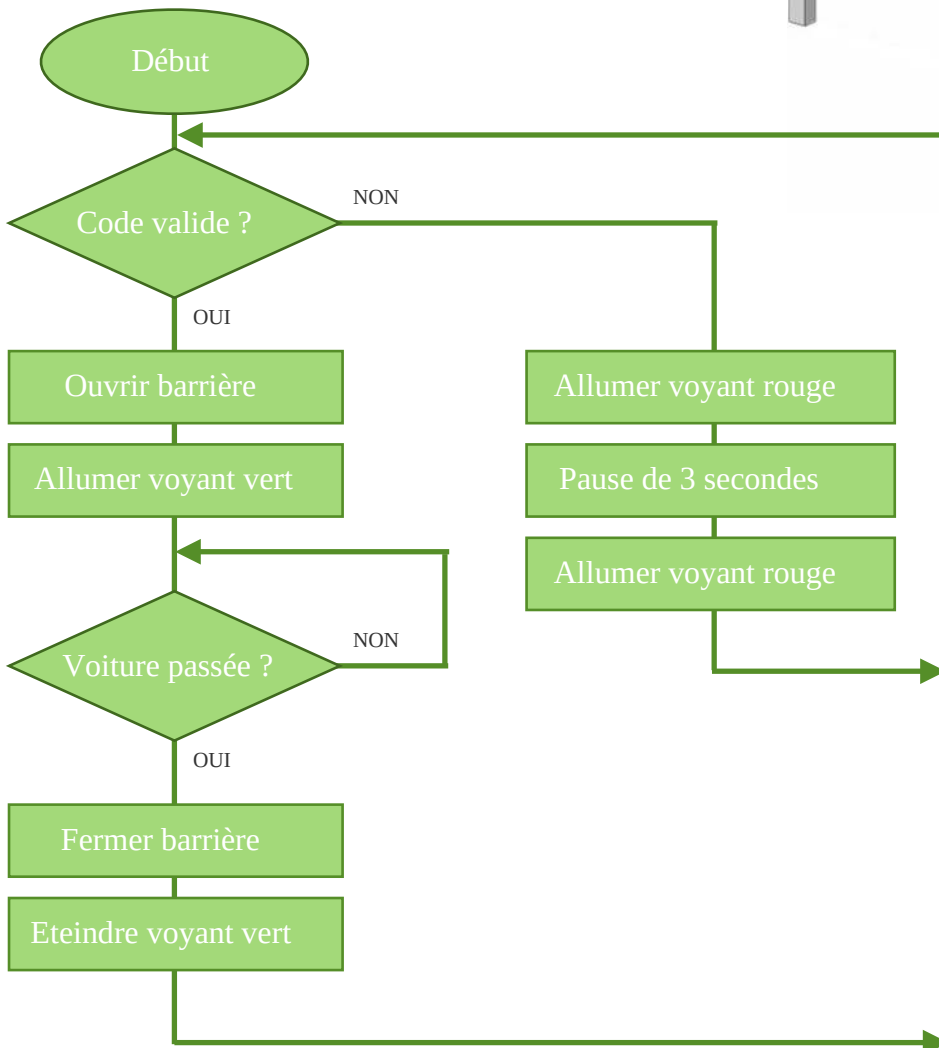 Début
Code valide ?
NON
OUI
Ouvrir barrière
Allumer voyant vert
Voiture passée ?
NON
OUI
Fermer barrière
Eteindre voyant vert
Allumer voyant rouge
Pause de 3 secondes
Allumer voyant rouge